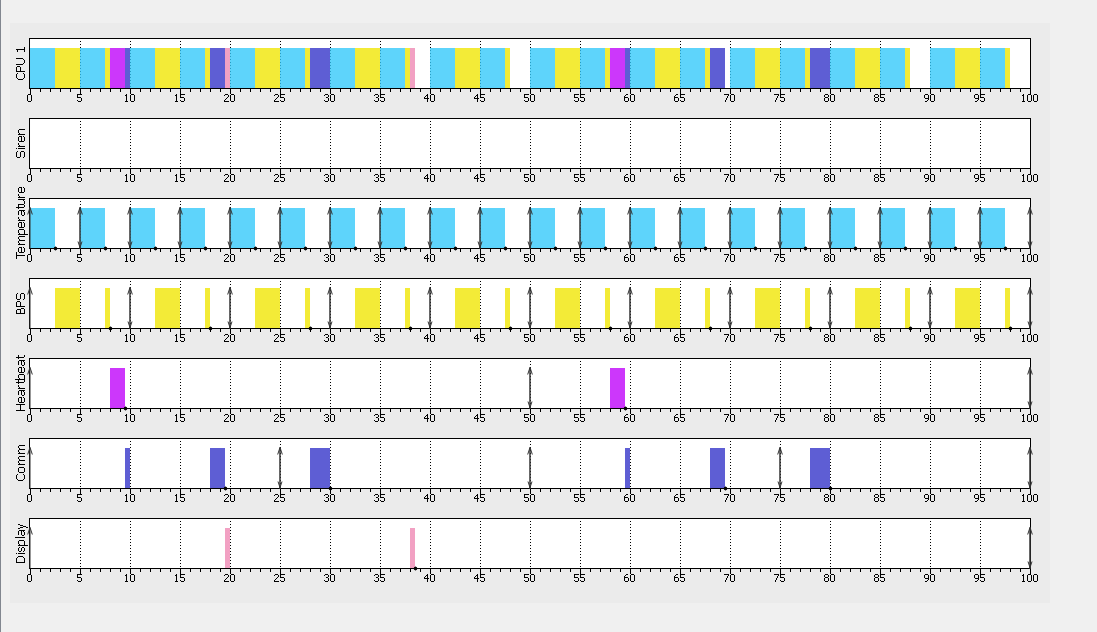 CPU 1
0 5 10 15 20 25 30 35 40 45 50 55 60 65 70 75 80 85 90 95 100
Siren
0 5 10 15 20 25 30 35 40 45 50 55 60 65 70 75 80 85 90 95 100
Temperature
0 5 10 15 20 25 30 35 40 45 50 55 60 65 70 75 80 85 90 95 100
BPS
0 5 10 15 20 25 30 35 40 45 50 55 60 65 70 75 80 85 90 95 100
Heartbeat
0 5 10 15 20 25 30 35 40 45 50 55 60 65 70 75 80 85 90 95 100
Comm
0 5 10 15 20 25 30 35 40 45 50 55 60 65 70 75 80 85 90 95 100
Display
0 5 10 15 20 25 30 35 40 45 50 55 60 65 70 75 80 85 90 95 100